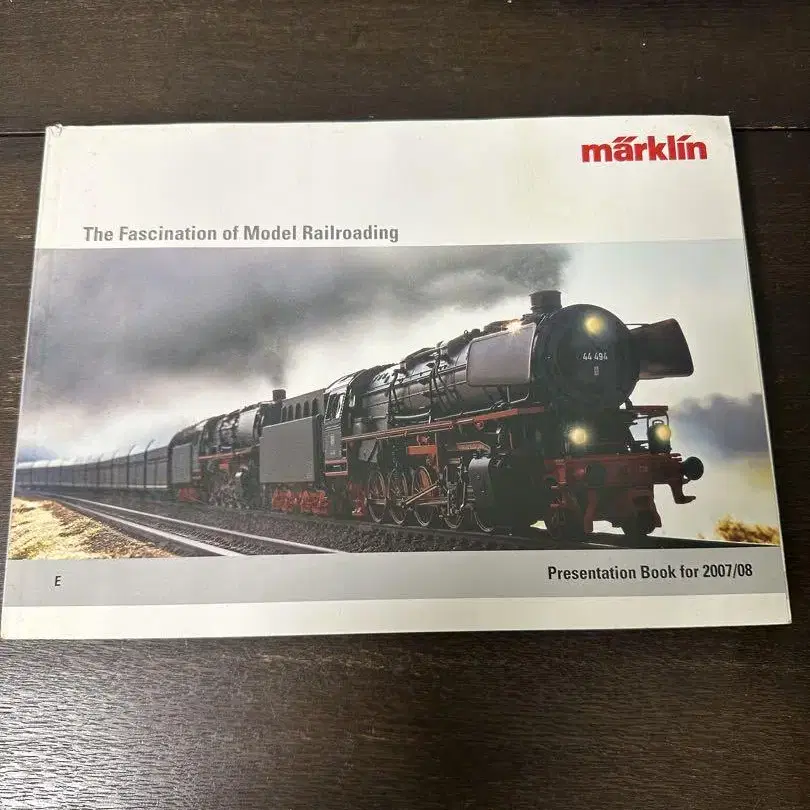 märklin
The Fascination of Model Railroading
44 494
E
Presentation Book for 2007/08